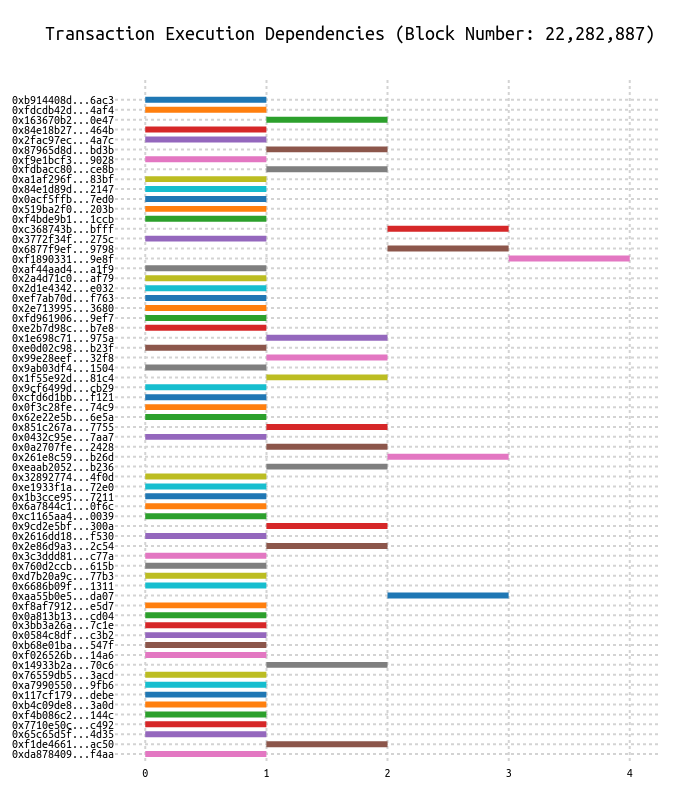 Transaction Execution Dependencies (Block Number: 22,282,887)
0xb914408d...6ac3
0xfdcdb42d...4af4
0x163670b2...0e47
0x84e18b27...464b
0x2fac97ec...4a7c
0x87965d8d...bd3b
0xf9e1bcf3...9028
0xfdbacc80...ce8b
0xa1af296f...83bf
0x84e1d89d...2147
0x0acf5ffb...7ed0
0x519ba2f0...203b
0xf4bde9b1...1ccb
0xc368743b...bfff
0x3772f34f...275c
0x6877f9ef...9798
0xf1890331...9e8f
0xaf44aad4...a1f9
0x2a4d71c0...af79
0x2d1e4342...e032
0xef7ab70d...f763
0x2e713995...3680
0xfd961906...9ef7
0xe2b7d98c...b7e8
0x1e698c71...975a
0xe0d02c98...b23f
0x99e28eef...32f8
0x9ab03df4...1504
0x1f55e92d...81c4
0x9cf6499d...cb29
0xcfd6d1bb...f121
0x0f3c28fe...74c9
0x62e22e5b...6e5a
0x851c267a...7755
0x0432c95e...7aa7
0x0a2707fe...2428
0x261e8c59...b26d
0xeaab2052...b236
0x32892774...4f0d
0xe1933f1a...72e0
0x1b3cce95...7211
0x6a7844c1...0f6c
0xc1165aa4...0039
0x9cd2e5bf...300a
0x2616dd18...f530
0x2e86d9a3...2c54
0x3c3ddd81...c77a
0x760d2ccb...615b
0xd7b20a9c...77b3
0x6686b09f...1311
0xaa55b0e5...da07
0xf8af7912...e5d7
0x0a813b13...cd04
0x3bb3a26a...7c1e
0x0584c8df...c3b2
0xb68e01ba...547f
0xf026526b...14a6
0x14933b2a...70c6
0x76559db5...3acd
0xa7990550...9fb6
0x117cf179...debe
0xb4c09de8...3a0d
0xf4b086c2...144c
0x7710e50c...c492
0x65c65d5f...4d35
0xf1de4661...ac50
0xda878409...f4aa
0 1 2 3 4